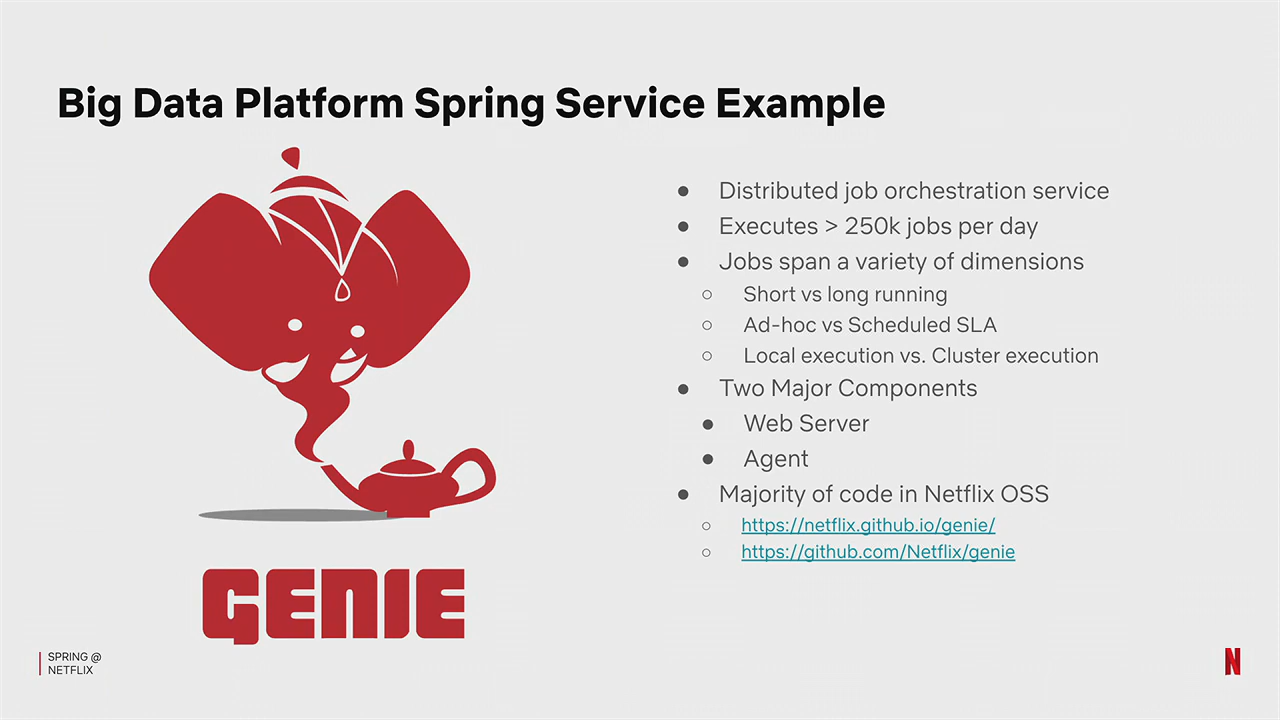 Big Data Platform Spring Service Example
● Distributed job orchestration service
● Executes > 250k jobs per day
● Jobs span a variety of dimensions
○ Short vs long running
○ Ad-hoc vs Scheduled SLA
○ Local execution vs. Cluster execution
● Two Major Components
● Web Server
● Agent
● Majority of code in Netflix OSS
○ https://netflix.github.io/genie/
○ https://github.com/Netflix/genie
GENIE
SPRING @
NETFLIX
N